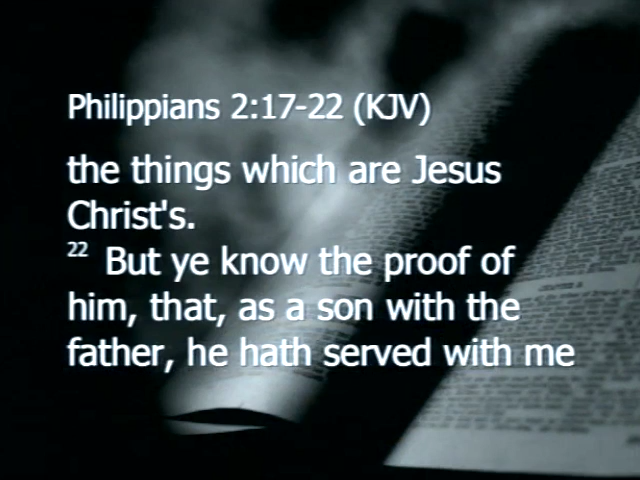 Philippians 2:17-22 (KJV)
the things which are Jesus
Christ's.
22 But ye know the proof of
him, that, as a son with the
father, he hath served with me